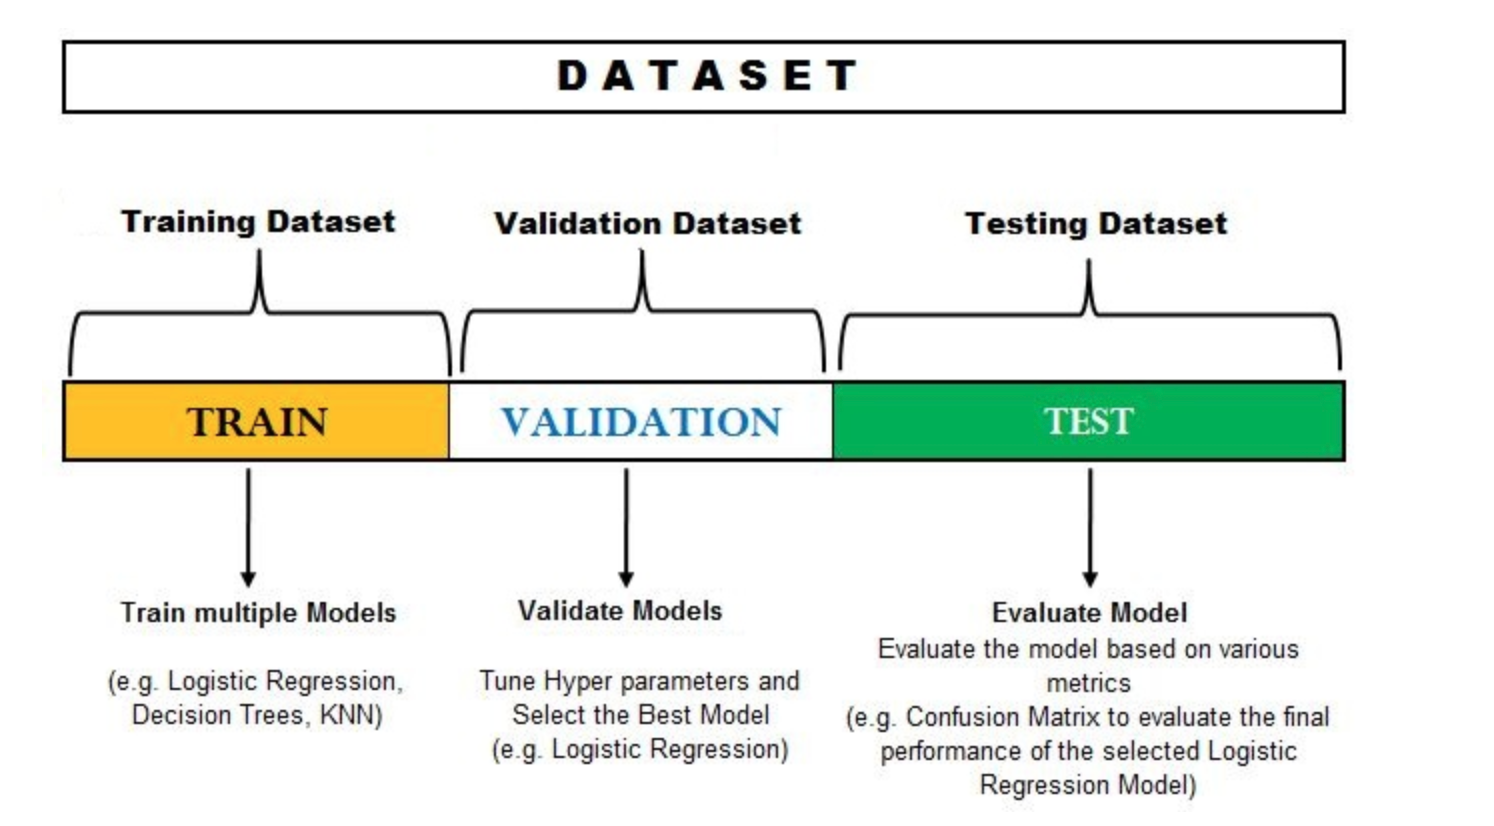 DATASET
Training Dataset
Validation Dataset
Testing Dataset
TRAIN
VALIDATION
TEST
Train multiple Models
(e.g. Logistic Regression,
Decision Trees, KNN)
Validate Models
Tune Hyper parameters and
Select the Best Model
(e.g. Logistic Regression)
Evaluate Model
Evaluate the model based on various
metrics
(e.g. Confusion Matrix to evaluate the final
performance of the selected Logistic
Regression Model)